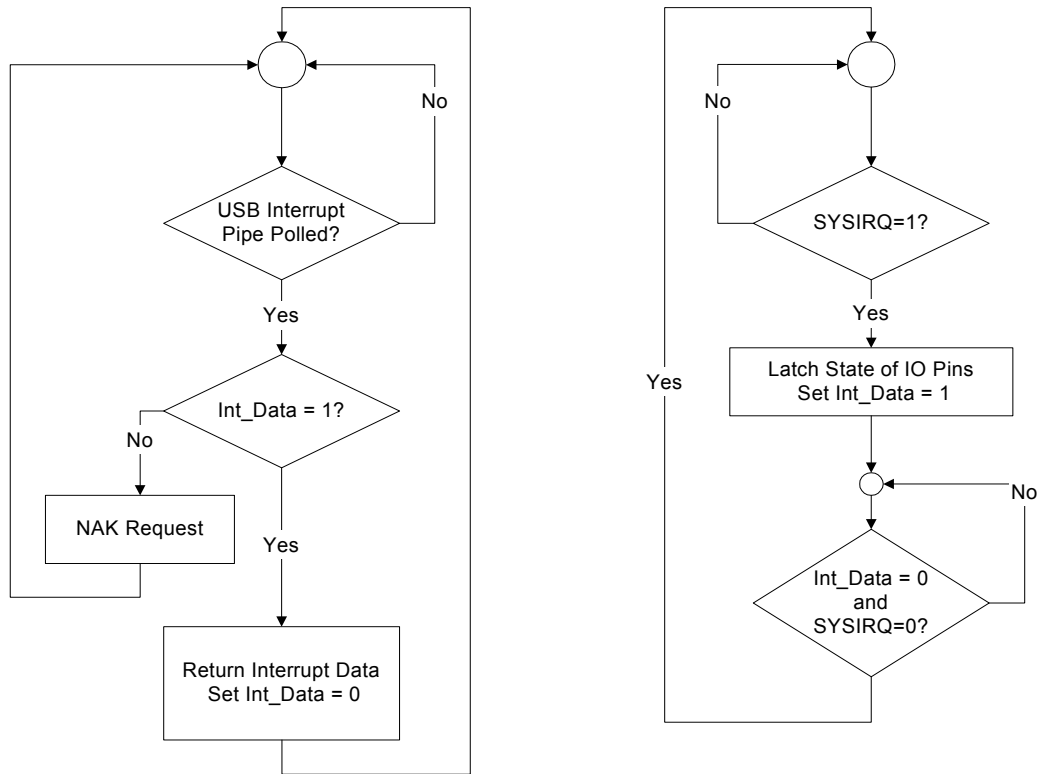 No
USB Interrupt
Pipe Polled?
Yes
Int_Data = 1?
No
NAK Request
Yes
Return Interrupt Data
Set Int_Data = 0
No
SYSIRQ=1?
Yes
Latch State of IO Pins
Set Int_Data = 1
Yes
No
Int_Data = 0
and
SYSIRQ=0?